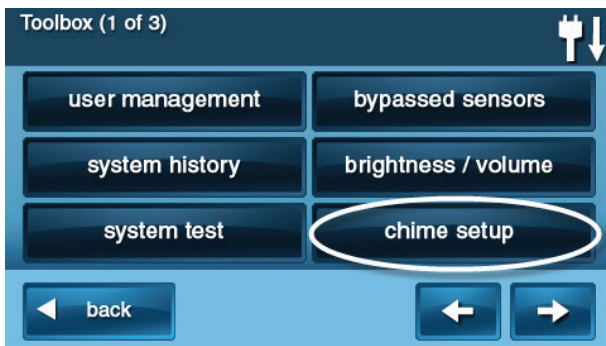 Toolbox (1 of 3)
user management
bypassed sensors
system history
brightness / volume
system test
chime setup
back